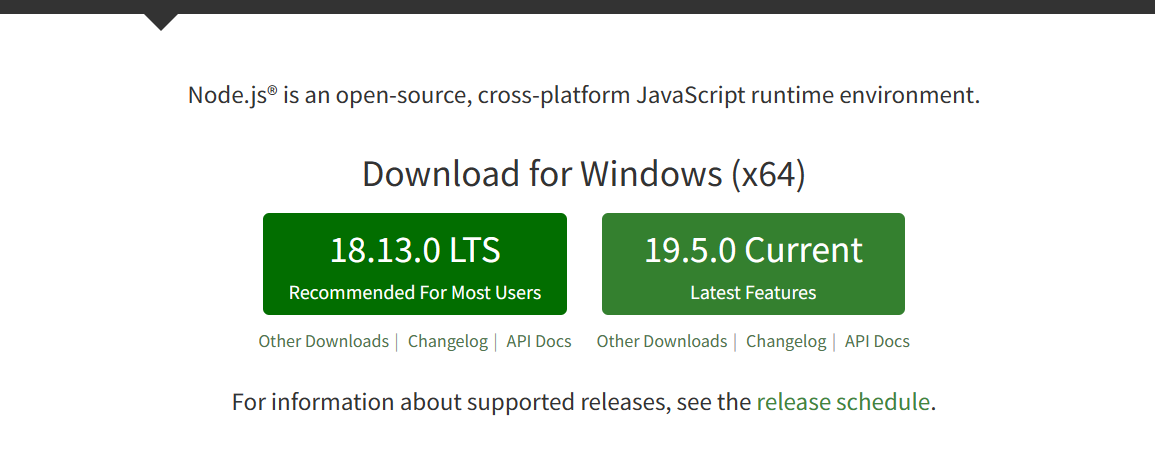 Node.js® is an open-source, cross-platform JavaScript runtime environment.
Download for Windows (x64)
18.13.0 LTS
Recommended For Most Users
19.5.0 Current
Latest Features
Other Downloads | Changelog | API Docs
Other Downloads | Changelog | API Docs
For information about supported releases, see the release schedule.